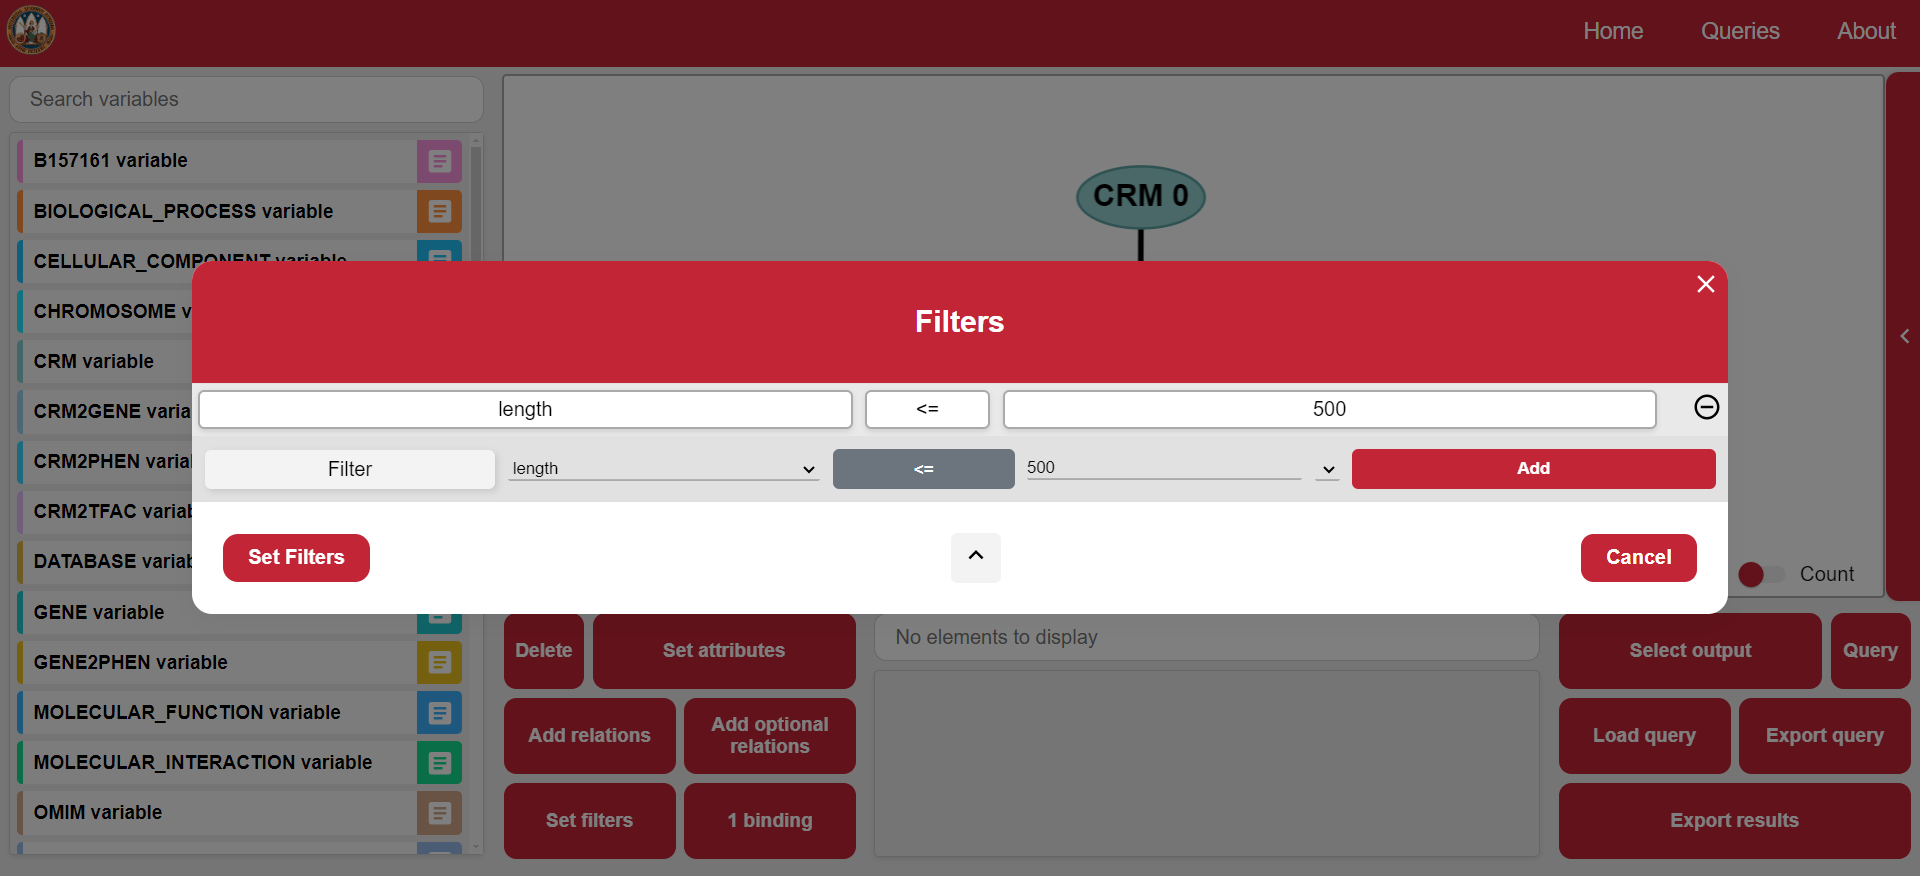 Home
Queries
About
Search variables
B157161 variable
BIOLOGICAL_PROCESS variable
CELLULAR_COMPONENT variable
CHROMOSOME v
CRM variable
CRM2GENE varia
CRM2PHEN varia
CRM2TFAC variab
DATABASE variab
GENE variable
GENE2PHEN variable
MOLECULAR_FUNCTION variable
MOLECULAR_INTERACTION variable
OMIM variable
CRM 0
Filters
length
<=
500
Filter
length
<=
500
Add
Set Filters
Cancel
Count
Delete
Set attributes
Add relations
Add optional
relations
Set filters
1 binding
No elements to display
Select output
Query
Load query
Export query
Export results